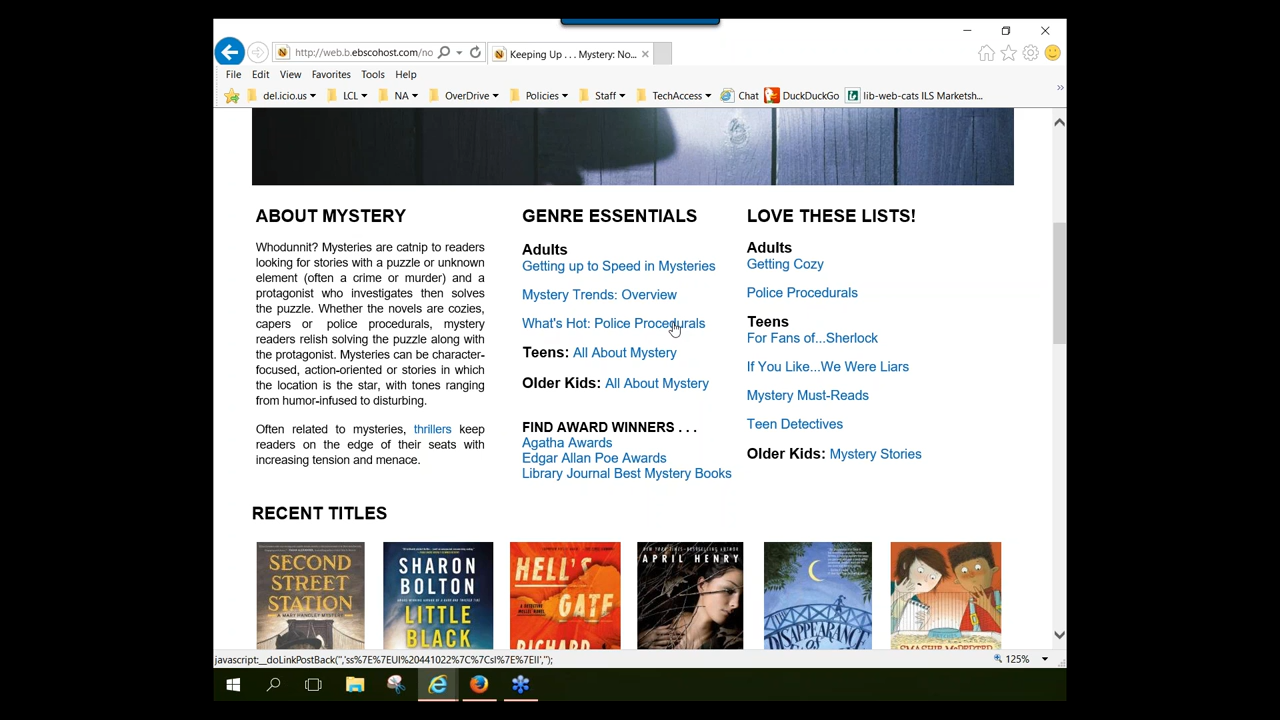 http://web.b.ebscohost.com/no
Keeping Up . . . Mystery: No...
File Edit View Favorites Tools Help
del.icio.us LCL NA OverDrive Policies Staff TechAccess Chat DuckDuckGo lib-web-cats ILS Marketsh...
ABOUT MYSTERY
Whodunnit? Mysteries are catnip to readers
looking for stories with a puzzle or unknown
element (often a crime or murder) and a
protagonist who investigates then solves
the puzzle. Whether the novels are cozies,
capers or police procedurals, mystery
readers relish solving the puzzle along with
the protagonist. Mysteries can be character-
focused, action-oriented or stories in which
the location is the star, with tones ranging
from humor-infused to disturbing.
Often related to mysteries, thrillers keep
readers on the edge of their seats with
increasing tension and menace.
GENRE ESSENTIALS
Adults
Getting up to Speed in Mysteries
Mystery Trends: Overview
What's Hot: Police Procedurals
Teens: All About Mystery
Older Kids: All About Mystery
FIND AWARD WINNERS . . .
Agatha Awards
Edgar Allan Poe Awards
Library Journal Best Mystery Books
LOVE THESE LISTS!
Adults
Getting Cozy
Police Procedurals
Teens
For Fans of...Sherlock
If You Like...We Were Liars
Mystery Must-Reads
Teen Detectives
Older Kids: Mystery Stories
RECENT TITLES
SECOND
STREET
STATION
A MARY HANDLEY MYSTERY
SHARON
BOLTON
LITTLE
BLACK
HELL'S
GATE
RICHARD
APRIL HENRY
THE
DISAPPEARANCE
SMASHIE McPERTER
javascript:__doLinkPostBack('','ss%7E%7EUI%20441022%7C%7Csl%7E%7Ell','');
125%